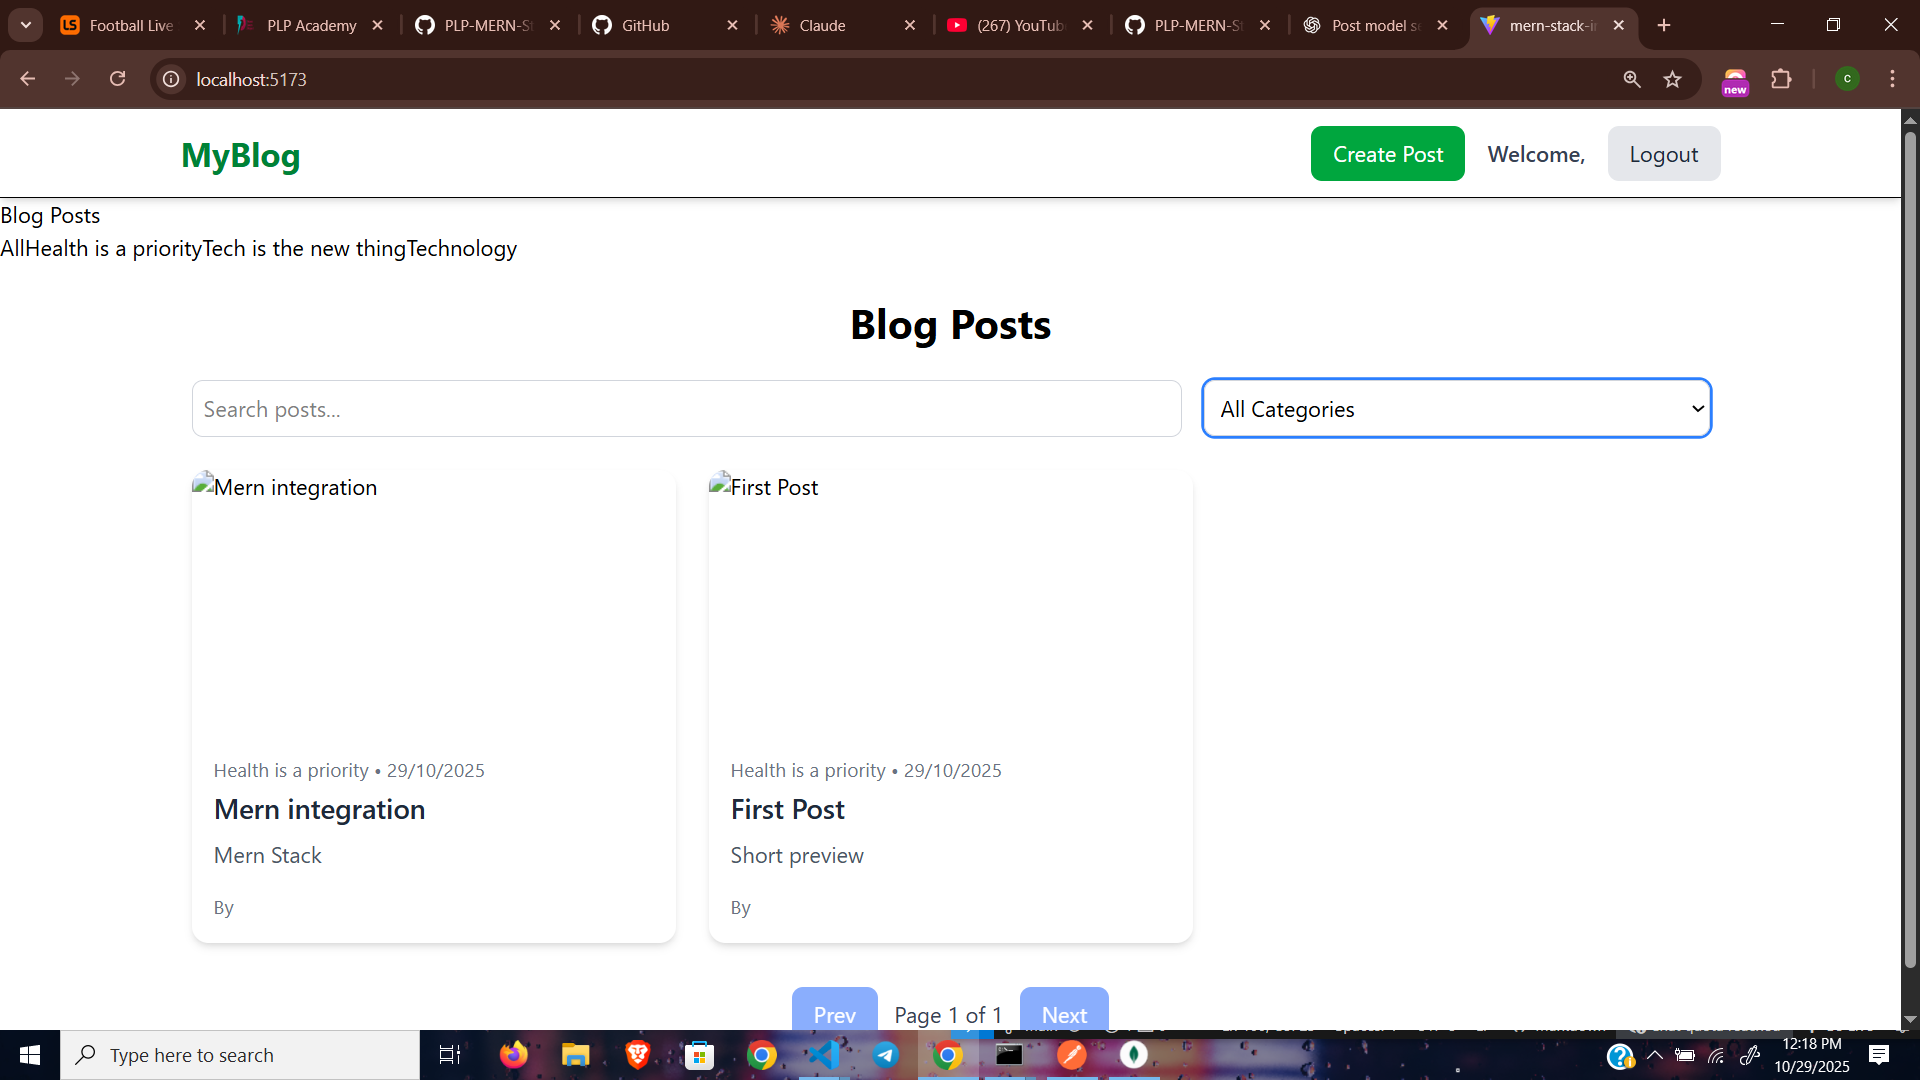 Football Live
PLP Academy
PLP-MERN-St
GitHub
Claude
(267) YouTube
PLP-MERN-St
Post model se
mern-stack-in
localhost:5173
new
C
MyBlog
Create Post
Welcome,
Logout
Blog Posts
AllHealth is a priorityTech is the new thingTechnology
Blog Posts
Search posts...
All Categories
Mern integration
First Post
Health is a priority • 29/10/2025
Mern integration
Mern Stack
By
Health is a priority • 29/10/2025
First Post
Short preview
By
Prev
Page 1 of 1
Next
Type here to search
12:18 PM
10/29/2025